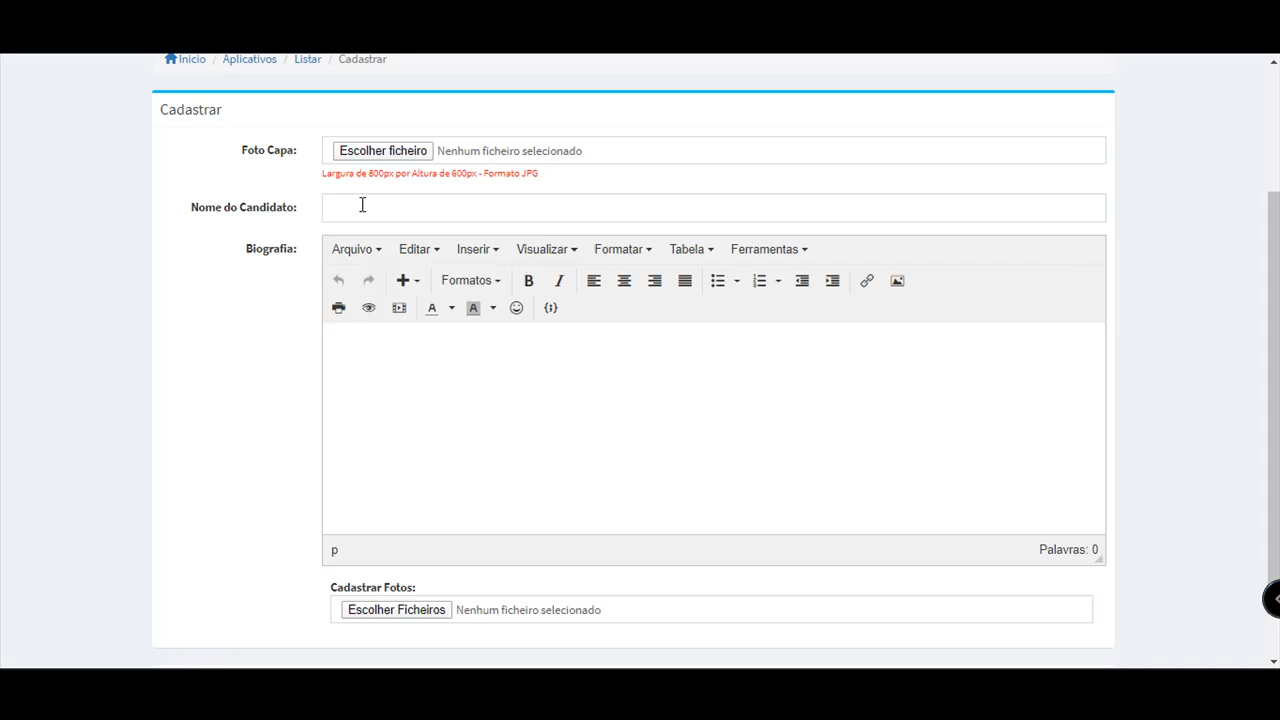 Inicio / Aplicativos / Listar / Cadastrar
Cadastrar
Foto Capa: Escolher ficheiro Nenhum ficheiro selecionado
Largura de 800px por Altura de 600px - Formato JPG
Nome do Candidato:
Biografia: Arquivo Editar Inserir Visualizar Formatar Tabela Ferramentas
Formatos B I
A A
p Palavras: 0
Cadastrar Fotos:
Escolher Ficheiros Nenhum ficheiro selecionado